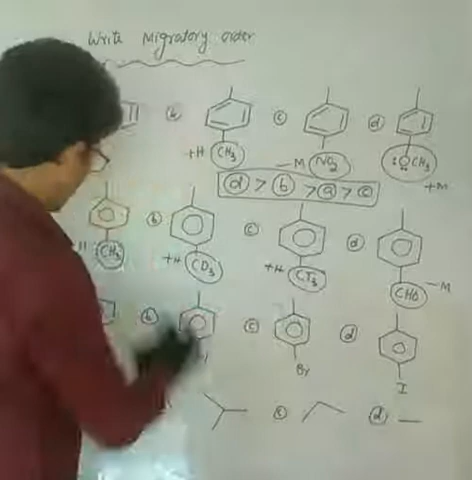 Write Migratory order
b c d
+H CH3 -M NO2 :OCH3 +M
d > b > a > c
b c d
H CH3 +H CD3 +H CT3 CHO -M
b c d
Br I
c d